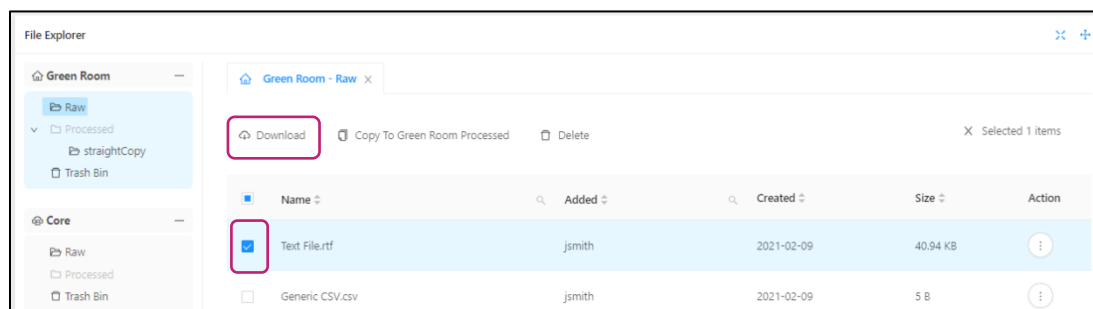 File Explorer
Green Room
Raw
Processed
straightCopy
Trash Bin
Core
Raw
Processed
Trash Bin
Green Room - Raw
Download Copy To Green Room Processed Delete X Selected 1 items
Name Added Created Size Action
Text File.rtf jsmith 2021-02-09 40.94 KB
Generic CSV.csv jsmith 2021-02-09 5 B